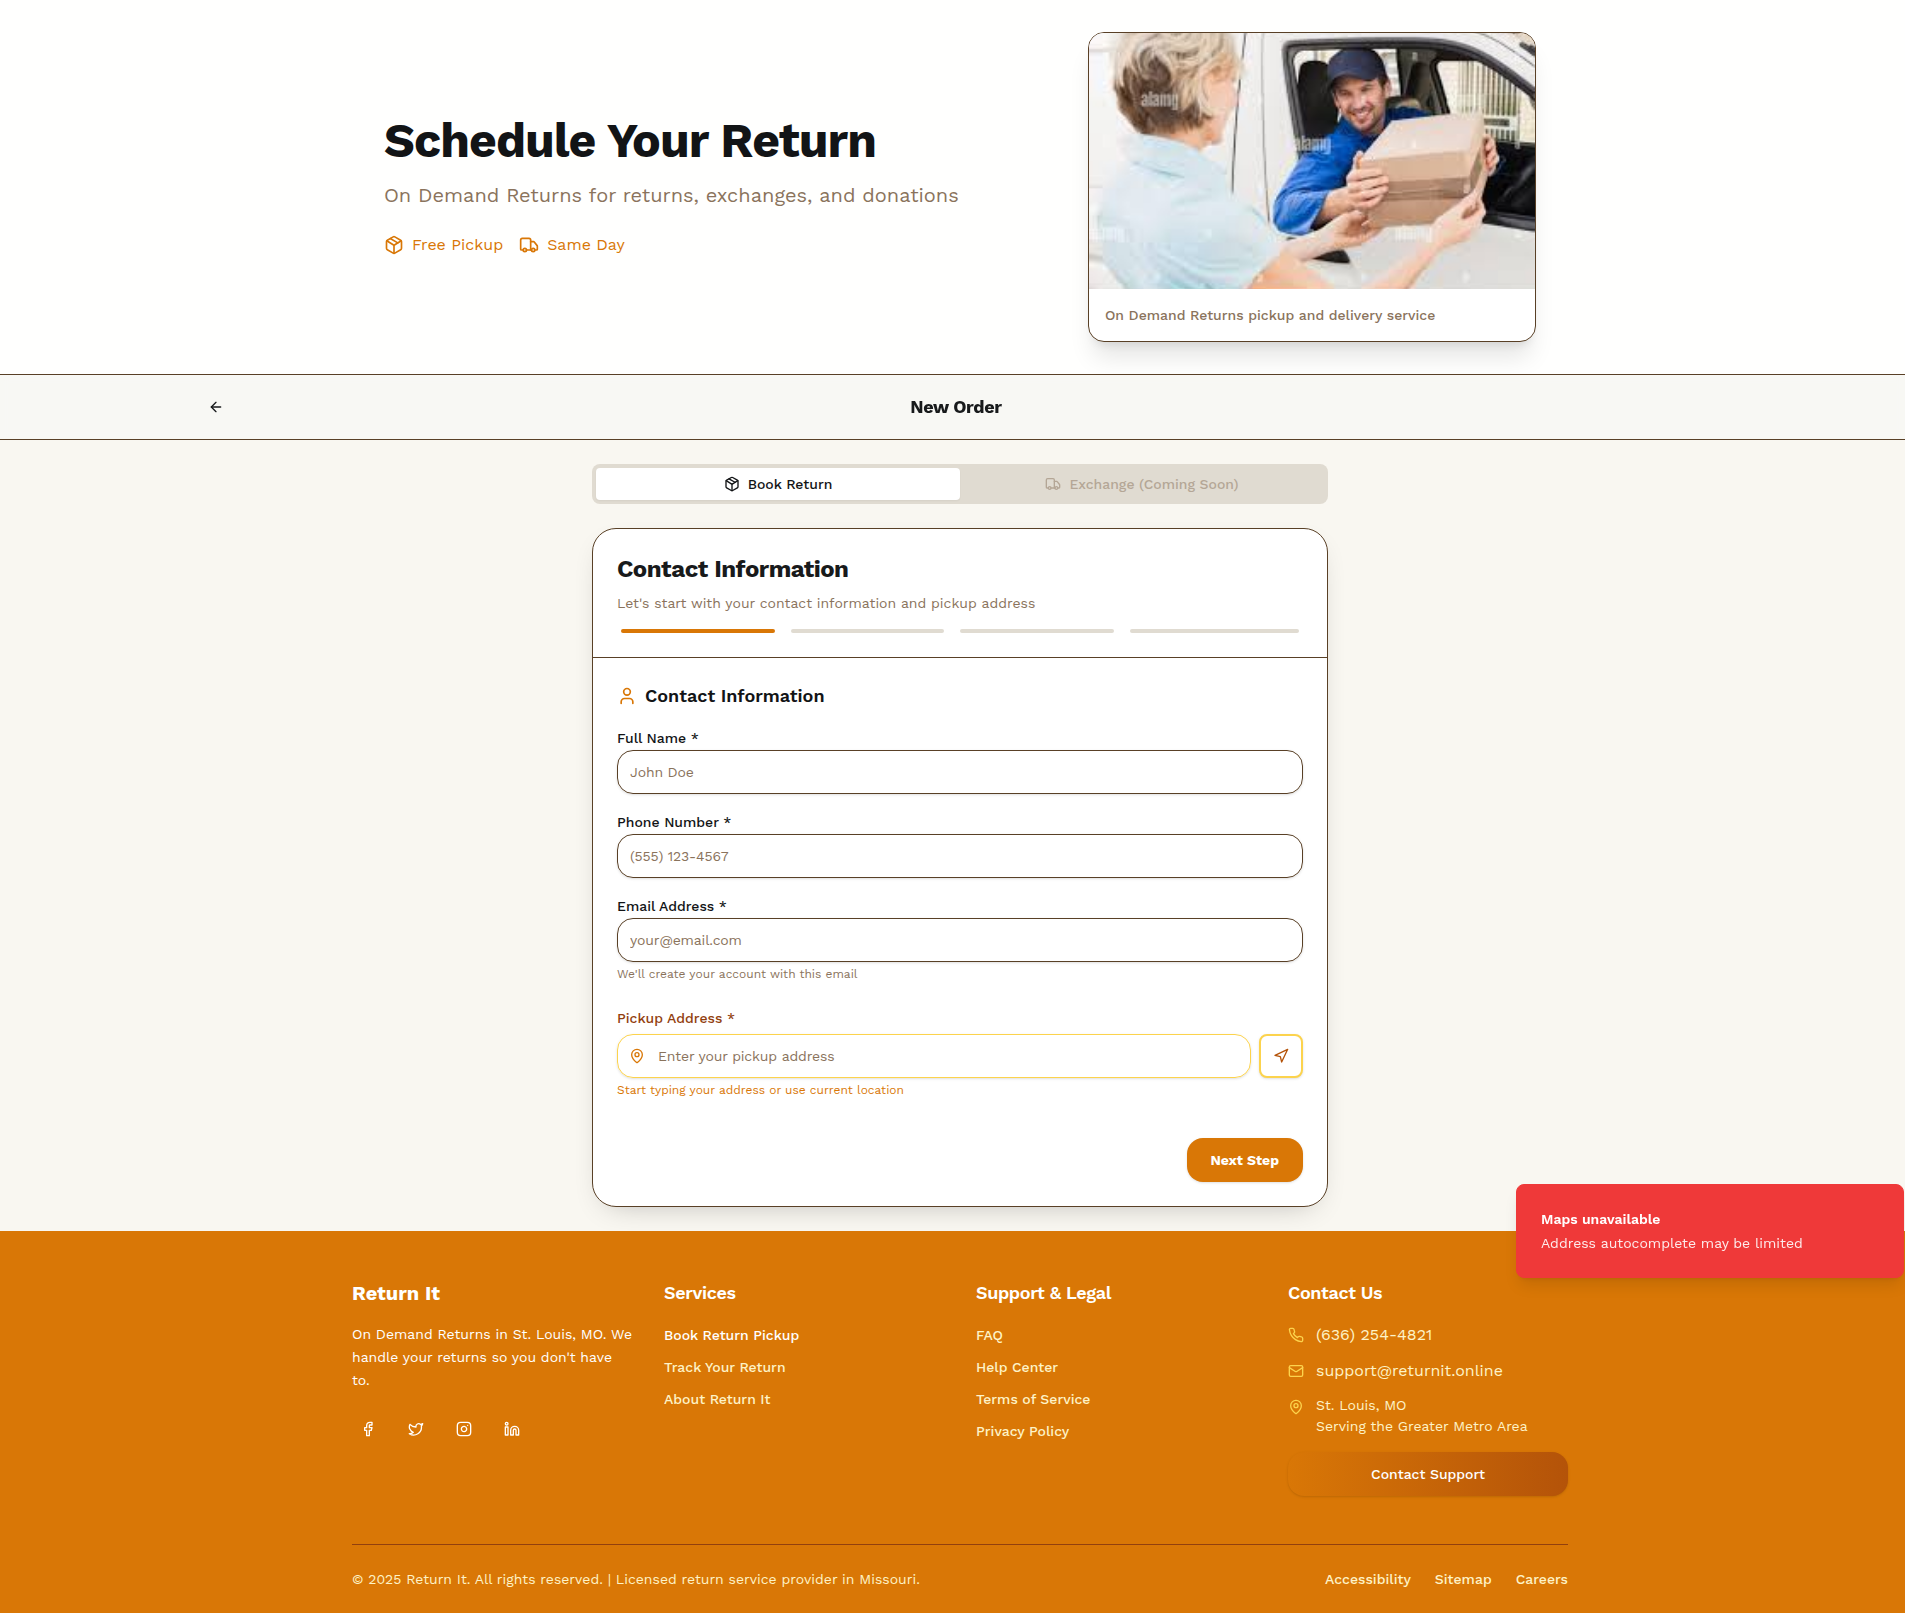 Schedule Your Return
On Demand Returns for returns, exchanges, and donations
Free Pickup
Same Day
alamy
alamy
alamy
alamy
On Demand Returns pickup and delivery service
New Order
Book Return
Exchange (Coming Soon)
Contact Information
Let's start with your contact information and pickup address
Contact Information
Full Name *
John Doe
Phone Number *
(555) 123-4567
Email Address *
your@email.com
We'll create your account with this email
Pickup Address *
Enter your pickup address
Start typing your address or use current location
Next Step
Maps unavailable
Address autocomplete may be limited
Return It
On Demand Returns in St. Louis, MO. We
handle your returns so you don't have
to.
Services
Book Return Pickup
Track Your Return
About Return It
Support & Legal
FAQ
Help Center
Terms of Service
Privacy Policy
Contact Us
(636) 254-4821
support@returnit.online
St. Louis, MO
Serving the Greater Metro Area
Contact Support
© 2025 Return It. All rights reserved. | Licensed return service provider in Missouri.
Accessibility
Sitemap
Careers